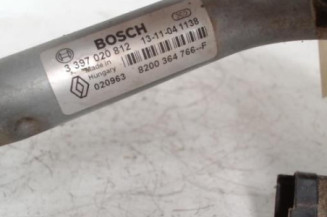 BOSCH
3 397 020 812 13-11-04 1138
Made in
Hungary
020963 8200 364 766--F